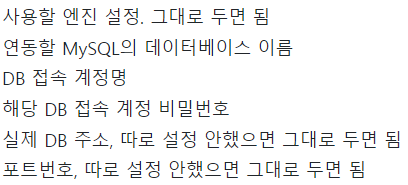 사용할 엔진 설정. 그대로 두면 됨
연동할 MySQL의 데이터베이스 이름
DB 접속 계정명
해당 DB 접속 계정 비밀번호
실제 DB 주소, 따로 설정 안했으면 그대로 두면 됨
포트번호, 따로 설정 안했으면 그대로 두면 됨